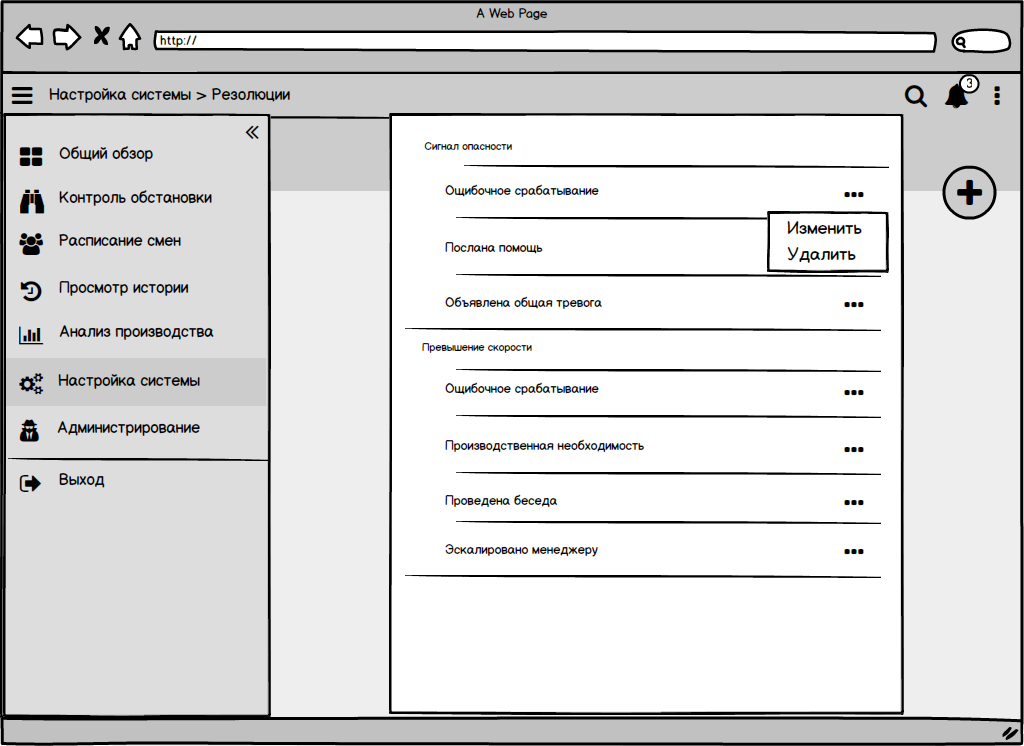 A Web Page
http://
Настройка системы > Резолюции
3
Общий обзор
Контроль обстановки
Расписание смен
Просмотр истории
Анализ производства
Настройка системы
Администрирование
Выход
Сигнал опасности
Ощибочное срабатывание
Изменить
Удалить
Послана помощь
Объявлена общая тревога
Превышение скорости
Ощибочное срабатывание
Производственная необходимость
Проведена беседа
Эскалировано менеджеру